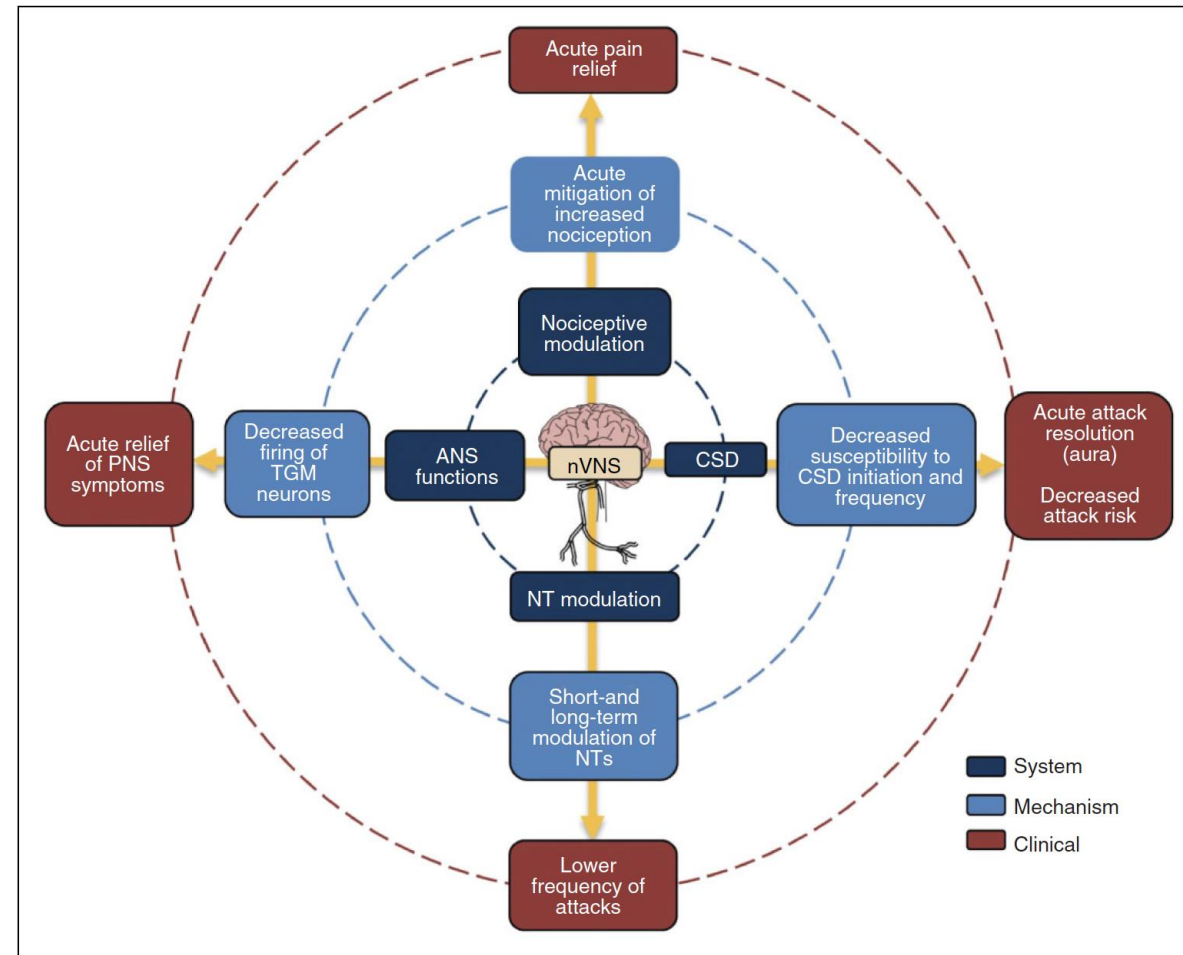 Acute pain
relief
Acute
mitigation of
increased
nociception
Nociceptive
modulation
Acute relief
of PNS
symptoms
Decreased
firing of
TGM
neurons
ANS
functions
nVNS
CSD
Decreased
susceptibility to
CSD initiation and
frequency
Acute attack
resolution
(aura)
Decreased
attack risk
NT modulation
Short-and
long-term
modulation of
NTs
Lower
frequency of
attacks
System
Mechanism
Clinical